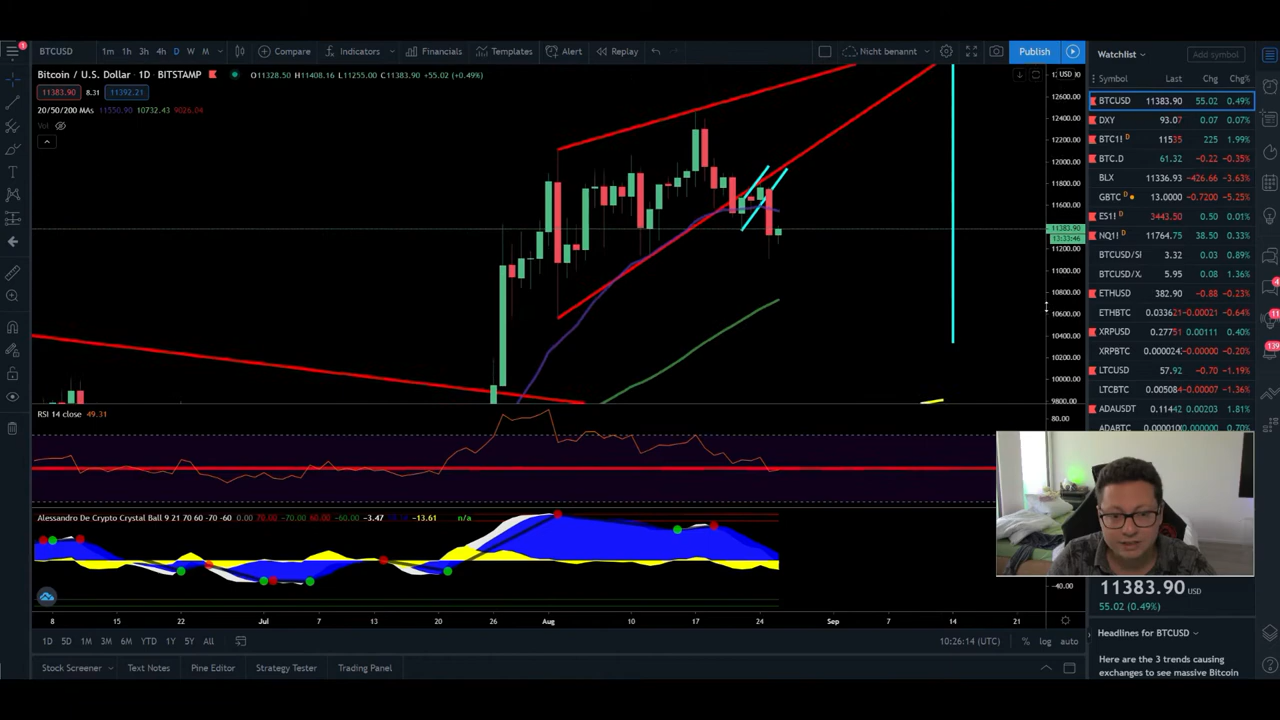 BTCUSD 1m 1h 3h 4h D W M Compare Indicators Financials Templates Alert Replay Nicht benannt Publish
Bitcoin / U.S. Dollar · 1D · BITSTAMP O11328.50 H11408.16 L11255.00 C11383.90 +55.02 (+0.49%)
11383.90 8.31 11392.21
20/50/200 MAs 11550.90 10732.43 9026.04
Vol
USD
12600.00
12400.00
12200.00
12000.00
11800.00
11600.00
11383.90
13:33:46
11200.00
11000.00
10800.00
10600.00
10400.00
10200.00
10000.00
9800.00
RSI 14 close 49.31
80.00
Alessandro De Crypto Crystal Ball 9 21 70 60 -70 -60 0.00 70.00 -70.00 60.00 -60.00 -3.47 -13.61 n/a
-40.00
8 15 22 Jul 6 13 20 26 Aug 10 17 24 Sep 7 14 21
1D 5D 1M 3M 6M YTD 1Y 5Y All 10:26:14 (UTC) % log auto
Stock Screener Text Notes Pine Editor Strategy Tester Trading Panel
Watchlist Add symbol
Symbol Last Chg Chg%
BTCUSD 11383.90 55.02 0.49%
DXY 93.07 0.07 0.07%
BTC1! D 11535 225 1.99%
BTC.D 61.32 -0.22 -0.35%
BLX 11336.93 -426.66 -3.63%
GBTC D 13.0000 -0.7200 -5.25%
ES1! D 3443.50 0.50 0.01%
NQ1! D 11764.75 38.50 0.33%
BTCUSD/SI 3.32 0.03 0.89%
BTCUSD/X. 5.95 0.08 1.36%
ETHUSD 382.90 -0.88 -0.23%
ETHBTC 0.033621 -0.00021 -0.64%
XRPUSD 0.27751 0.00111 0.40%
XRPBTC 0.000024 -0.00000 -0.20%
LTCUSD 57.92 -0.70 -1.19%
LTCBTC 0.005084 -0.00007 -1.36%
ADAUSDT 0.11442 0.00203 1.81%
ADABTC 0.000010 0.000000 0.70%
11383.90 USD
55.02 (0.49%)
Headlines for BTCUSD
Here are the 3 trends causing
exchanges to see massive Bitcoin